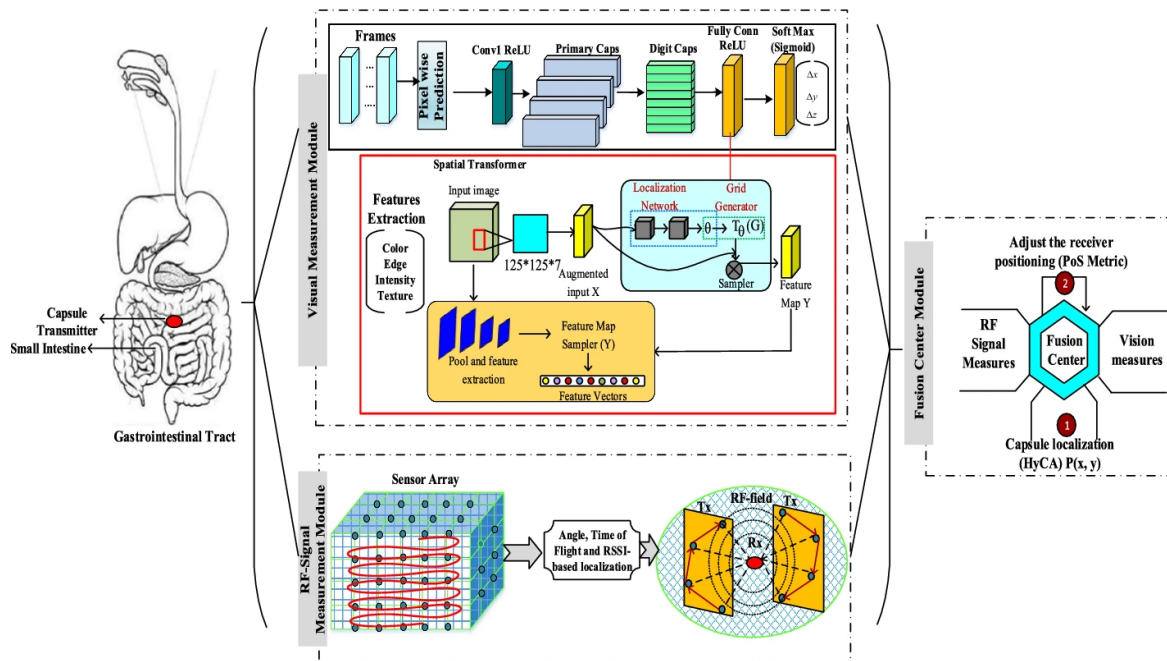 Capsule
Transmitter
Small Intestine
Gastrointestinal Tract
Visual Measurement Module
Frames
...
...
....
Pixel wise
Prediction
Conv1 ReLU
Primary Caps
Digit Caps
Fully Conn
ReLU
Soft Max
(Sigmoid)
Δx
Δy
Δz
Spatial Transformer
Features
Extraction
Color
Edge
Intensity
Texture
Input image
125*125*7
Augmented
input X
Localization
Network
Grid
Generator
θ
Tθ(G)
Sampler
Feature
Map Y
Pool and feature
extraction
Feature Map
Sampler (Y)
Feature Vectors
RF-Signal
Measurement Module
Sensor Array
Angle, Time of
Flight and RSSI-
based localization
RF-field
Tx
Tx
Rx
Fusion Center Module
Adjust the receiver
positioning (PoS Metric)
2
RF
Signal
Measures
Fusion
Center
Vision
measures
1
Capsule localization
(HyCA) P(x, y)